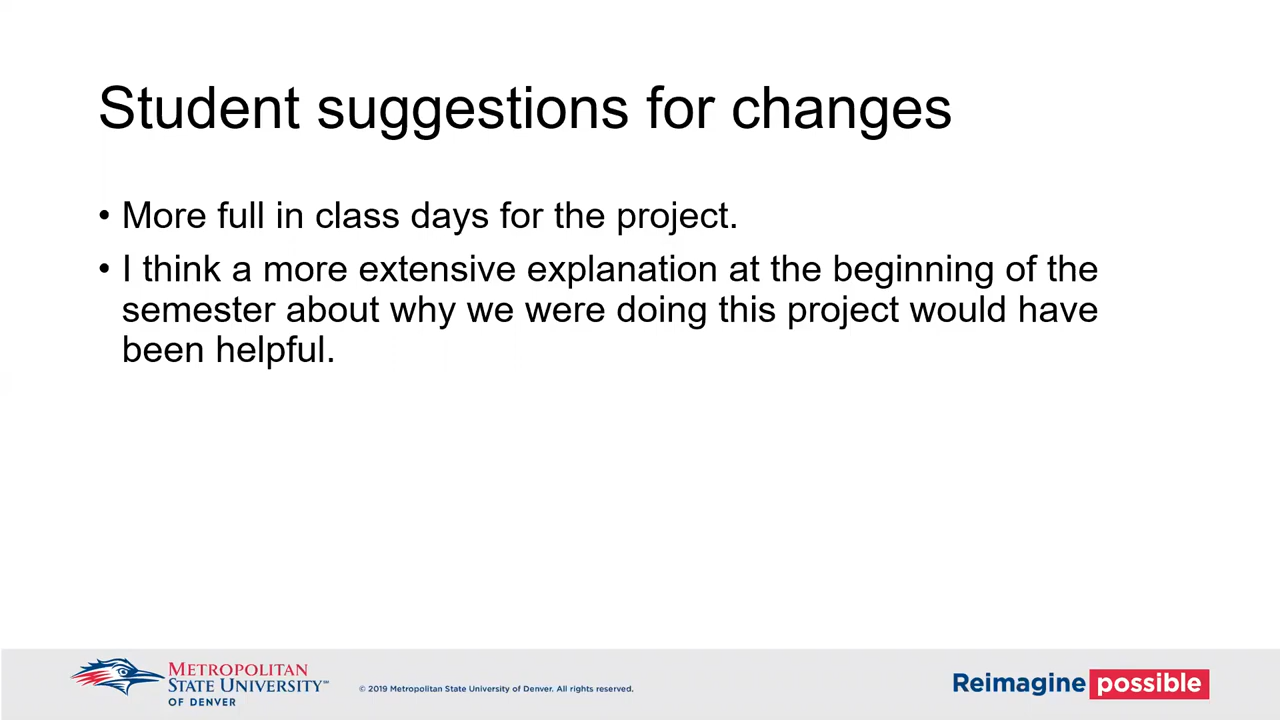 Student suggestions for changes
• More full in class days for the project.
• I think a more extensive explanation at the beginning of the
semester about why we were doing this project would have
been helpful.
METROPOLITAN
STATE UNIVERSITY℠
OF DENVER
© 2019 Metropolitan State University of Denver. All rights reserved.
Reimagine possible